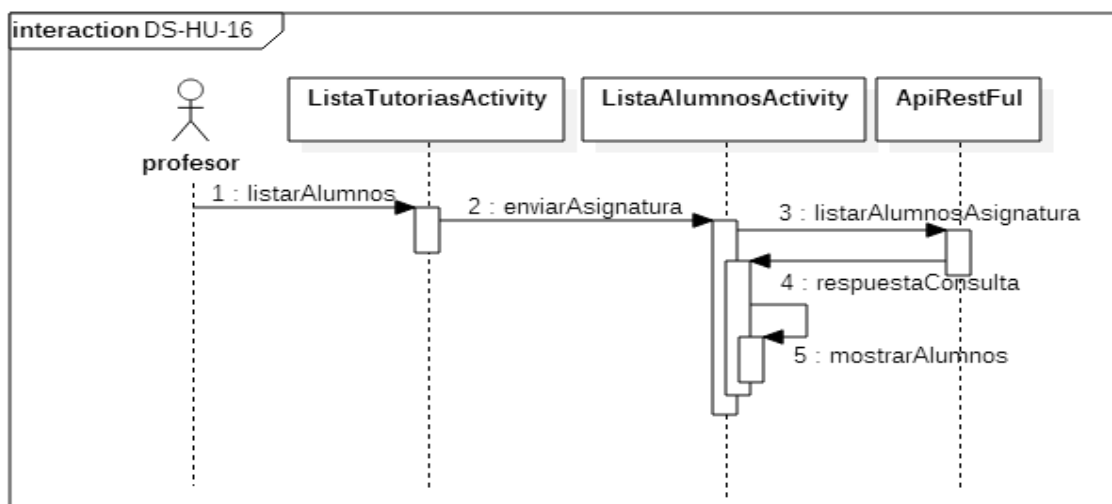 interaction DS-HU-16
ListaTutoriasActivity
ListaAlumnosActivity
ApiRestFul
profesor
1 : listarAlumnos
2 : enviarAsignatura
3 : listarAlumnosAsignatura
4 : respuestaConsulta
5 : mostrarAlumnos